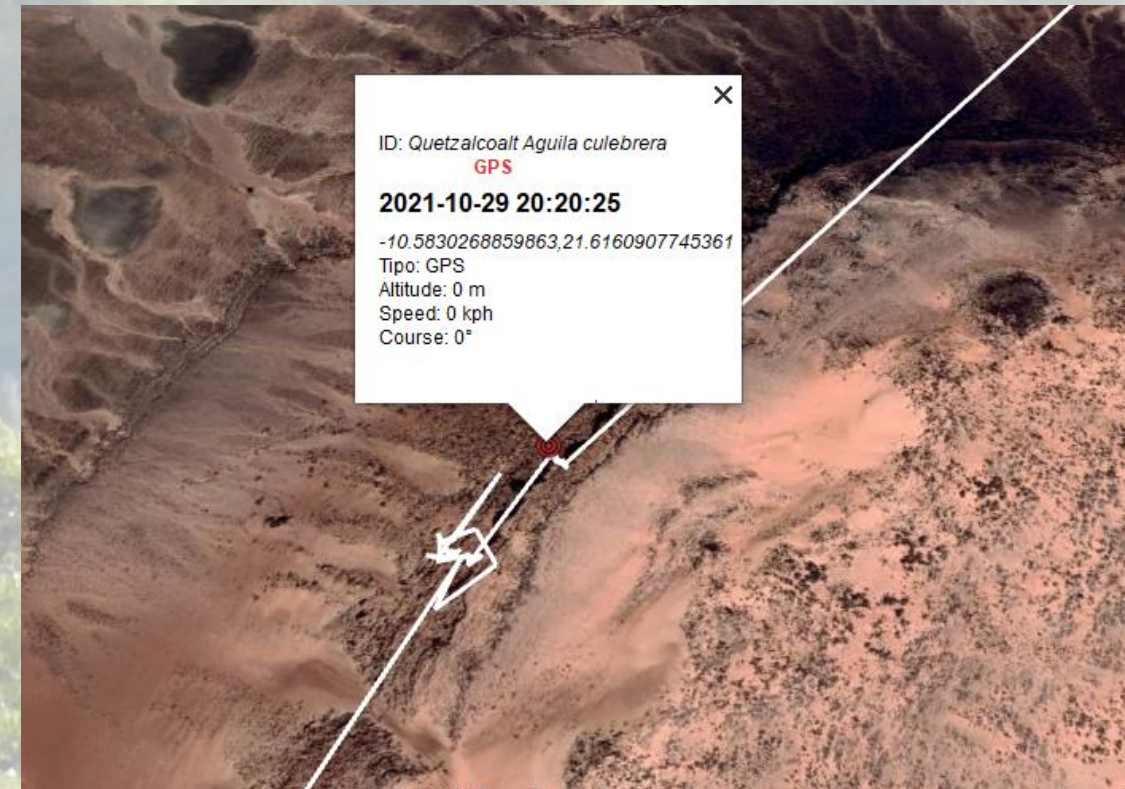 ID: Quetzalcoalt Aguila culebrera
GPS
2021-10-29 20:20:25
-10.5830268859863,21.6160907745361
Tipo: GPS
Altitude: 0 m
Speed: 0 kph
Course: 0°